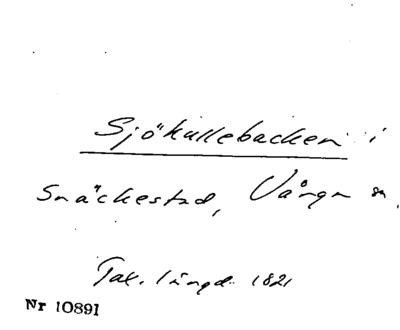 Sjökullebacken i
Snäckestad, Vånga sn.
Tax. längd 1821
Nr 10891